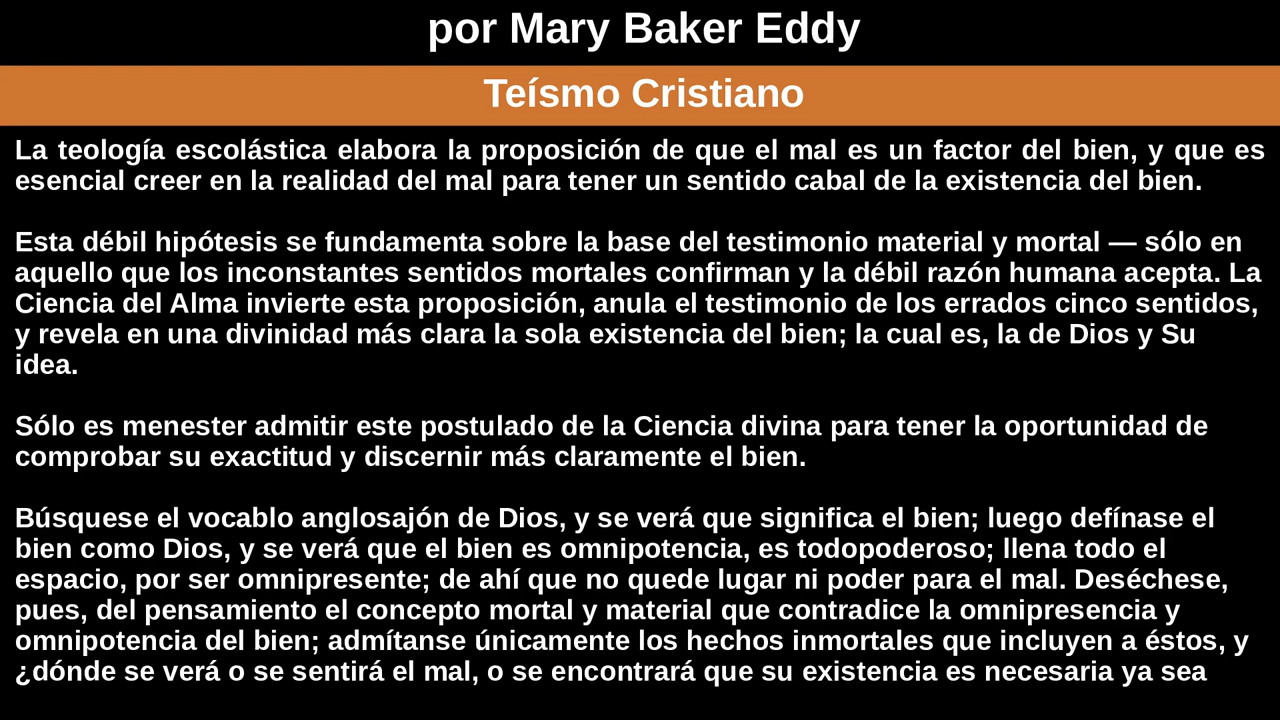 por Mary Baker Eddy
Teísmo Cristiano
La teología escolástica elabora la proposición de que el mal es un factor del bien, y que es
esencial creer en la realidad del mal para tener un sentido cabal de la existencia del bien.
Esta débil hipótesis se fundamenta sobre la base del testimonio material y mortal — sólo en
aquello que los inconstantes sentidos mortales confirman y la débil razón humana acepta. La
Ciencia del Alma invierte esta proposición, anula el testimonio de los errados cinco sentidos,
y revela en una divinidad más clara la sola existencia del bien; la cual es, la de Dios y Su
idea.
Sólo es menester admitir este postulado de la Ciencia divina para tener la oportunidad de
comprobar su exactitud y discernir más claramente el bien.
Búsquese el vocablo anglosajón de Dios, y se verá que significa el bien; luego defínase el
bien como Dios, y se verá que el bien es omnipotencia, es todopoderoso; llena todo el
espacio, por ser omnipresente; de ahí que no quede lugar ni poder para el mal. Deséchese,
pues, del pensamiento el concepto mortal y material que contradice la omnipresencia y
omnipotencia del bien; admítanse únicamente los hechos inmortales que incluyen a éstos, y
¿dónde se verá o se sentirá el mal, o se encontrará que su existencia es necesaria ya sea